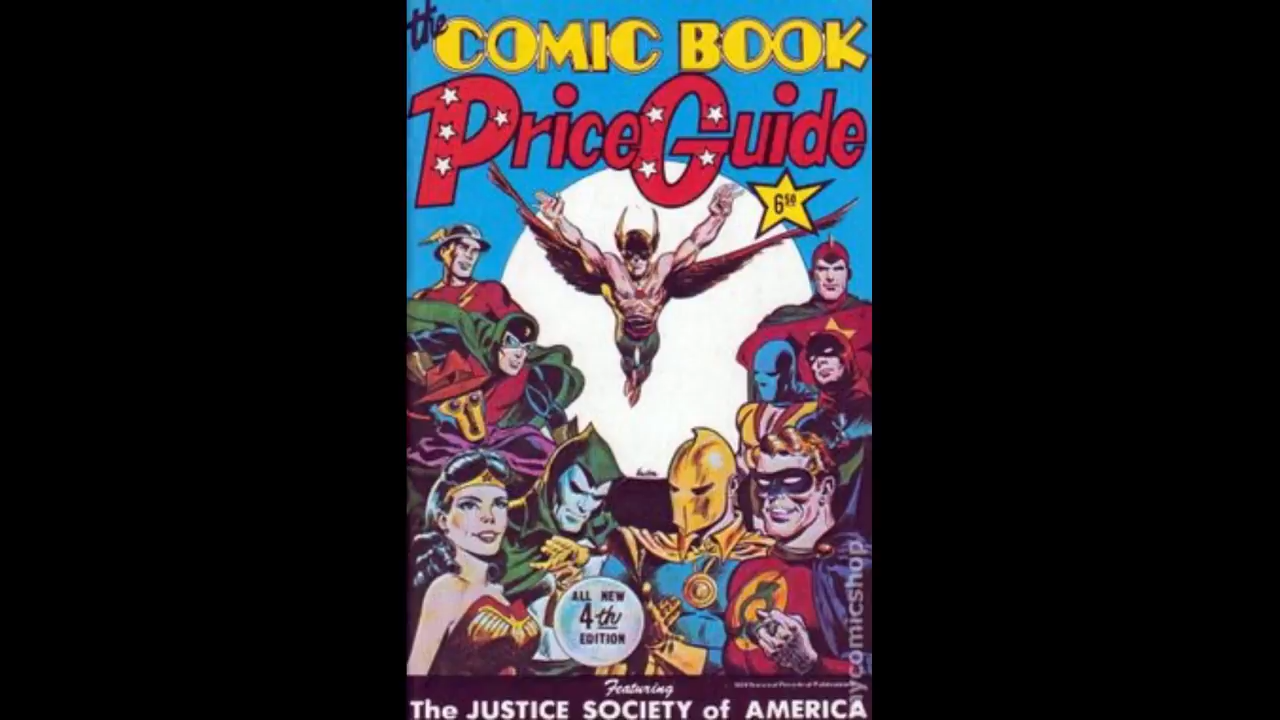 the
COMIC BOOK
Price Guide
6.50
ALL NEW
4th
EDITION
Featuring
The JUSTICE SOCIETY of AMERICA
mycomicshop